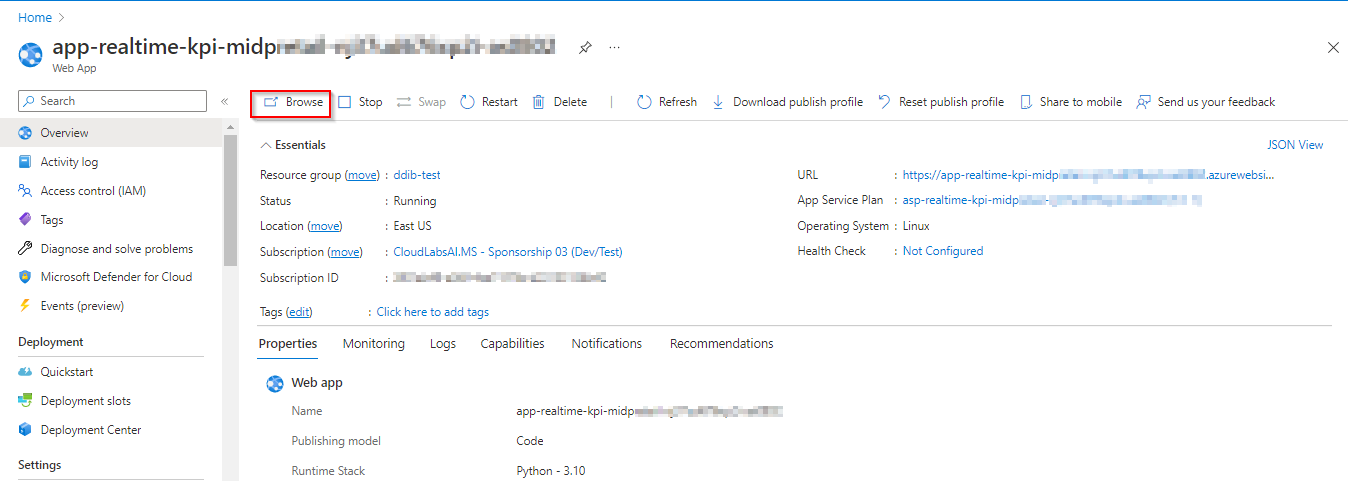 Home
app-realtime-kpi-midp
Web App
Search
Browse Stop Swap Restart Delete Refresh Download publish profile Reset publish profile Share to mobile Send us your feedback
Overview
Activity log
Access control (IAM)
Tags
Diagnose and solve problems
Microsoft Defender for Cloud
Events (preview)
Deployment
Quickstart
Deployment slots
Deployment Center
Settings
Essentials
JSON View
Resource group (move) : ddib-test
Status : Running
Location (move) : East US
Subscription (move) : CloudLabsAI.MS - Sponsorship 03 (Dev/Test)
Subscription ID :
URL : https://app-realtime-kpi-midp .azurewebsi...
App Service Plan : asp-realtime-kpi-midp
Operating System : Linux
Health Check : Not Configured
Tags (edit) : Click here to add tags
Properties Monitoring Logs Capabilities Notifications Recommendations
Web app
Name app-realtime-kpi-midp
Publishing model Code
Runtime Stack Python - 3.10